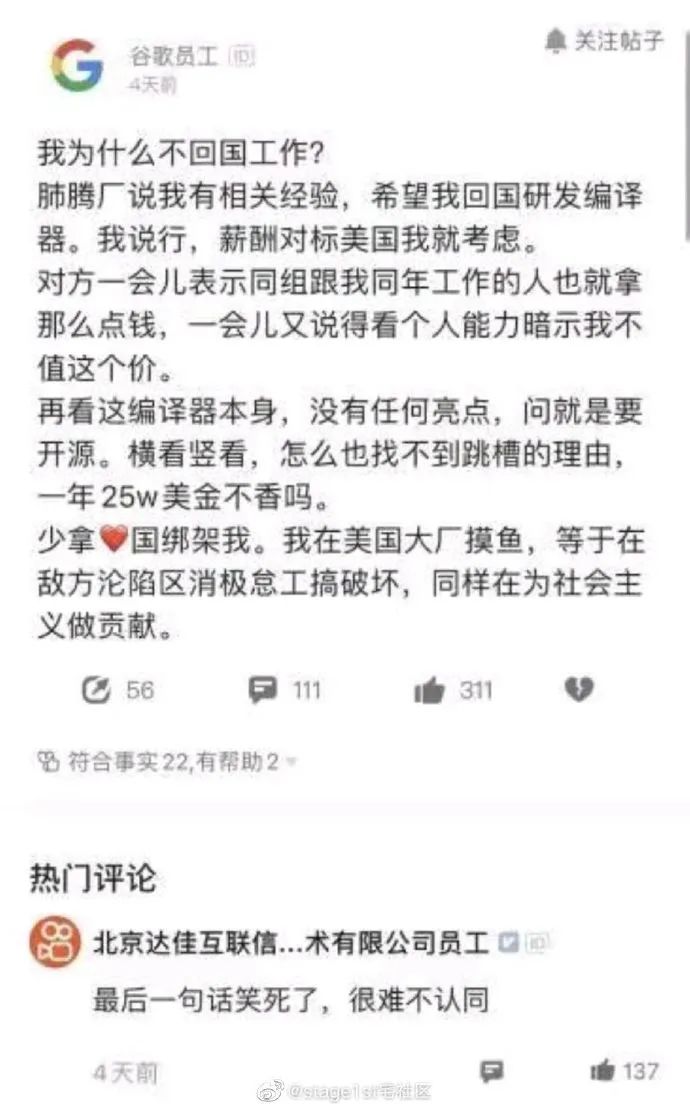 谷歌员工 ID
关注帖子
4天前
我为什么不回国工作?
肺腾厂说我有相关经验，希望我回国研发编译
器。我说行，薪酬对标美国我就考虑。
对方一会儿表示同组跟我同年工作的人也就拿
那么点钱，一会儿又说得看个人能力暗示我不
值这个价。
再看这编译器本身，没有任何亮点，问就是要
开源。横看竖看，怎么也找不到跳槽的理由，
一年25w美金不香吗。
少拿❤️国绑架我。我在美国大厂摸鱼，等于在
敌方沦陷区消极怠工搞破坏，同样在为社会主
义做贡献。
56 111 311
符合事实22,有帮助2
热门评论
北京达佳互联信...术有限公司员工 ID
最后一句话笑死了，很难不认同
4天前 137
@stage1st宅社区